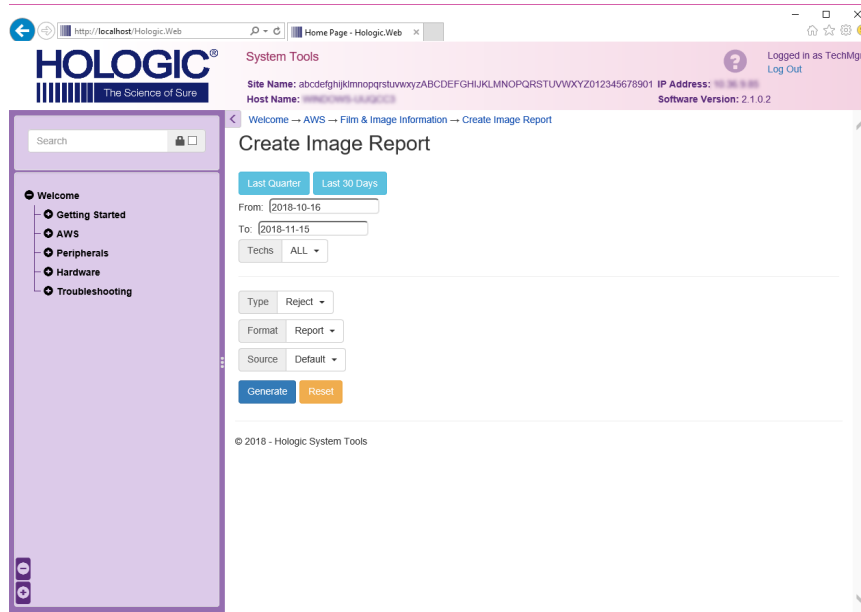 http://localhost/Hologic.Web
Home Page - Hologic.Web
HOLOGIC®
The Science of Sure
System Tools
Logged in as TechMgr
Log Out
Site Name: abcdefghijklmnopqrstuvwxyzABCDEFGHIJKLMNOPQRSTUVWXYZ012345678901 IP Address:
Host Name:
Software Version: 2.1.0.2
Welcome → AWS → Film & Image Information → Create Image Report
Search
Create Image Report
Last Quarter Last 30 Days
From: 2018-10-16
To: 2018-11-15
Techs ALL
Welcome
Getting Started
AWS
Peripherals
Hardware
Troubleshooting
Type Reject
Format Report
Source Default
Generate Reset
© 2018 - Hologic System Tools